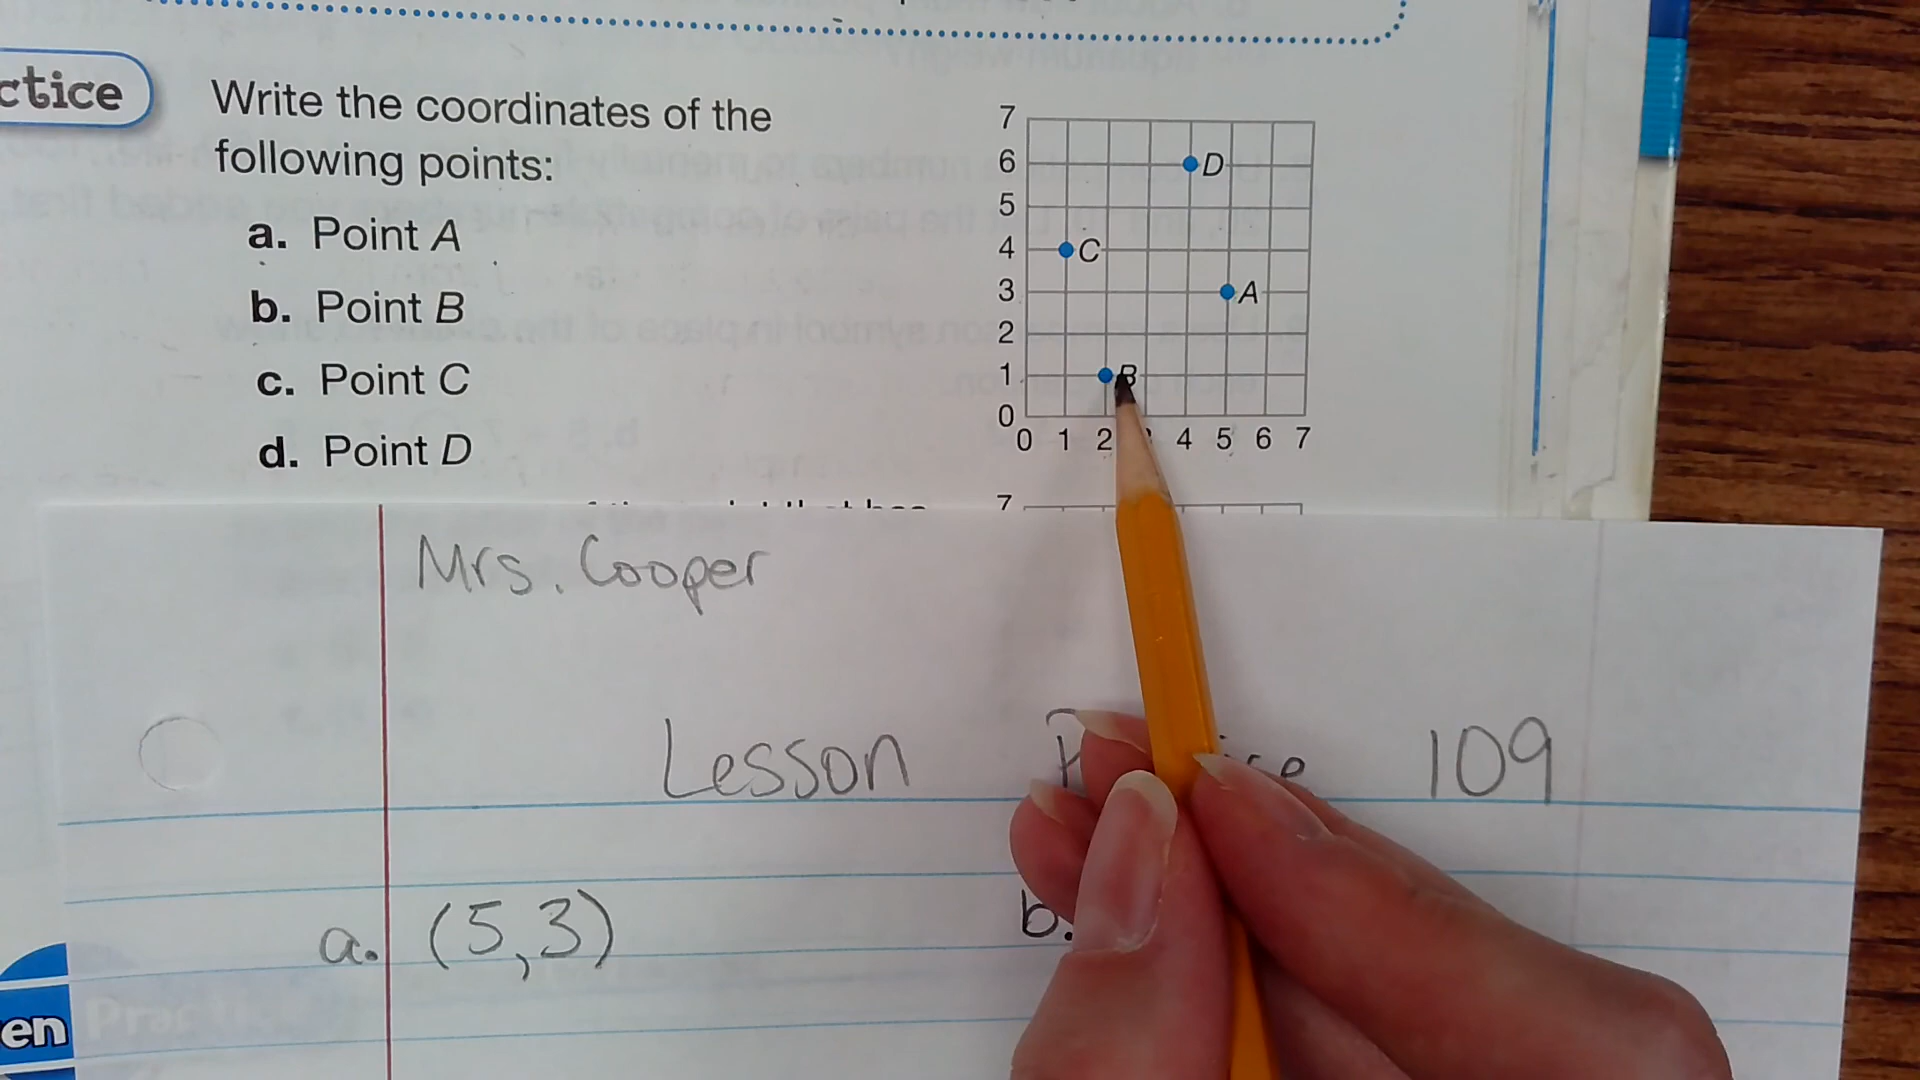 ctice
Write the coordinates of the
following points:
a. Point A
b. Point B
c. Point C
d. Point D
7
6 D
5
4 C
3 A
2
1 B
0
0 1 2 4 5 6 7
7
Mrs. Cooper
Lesson 109
a. (5,3)
b.
en